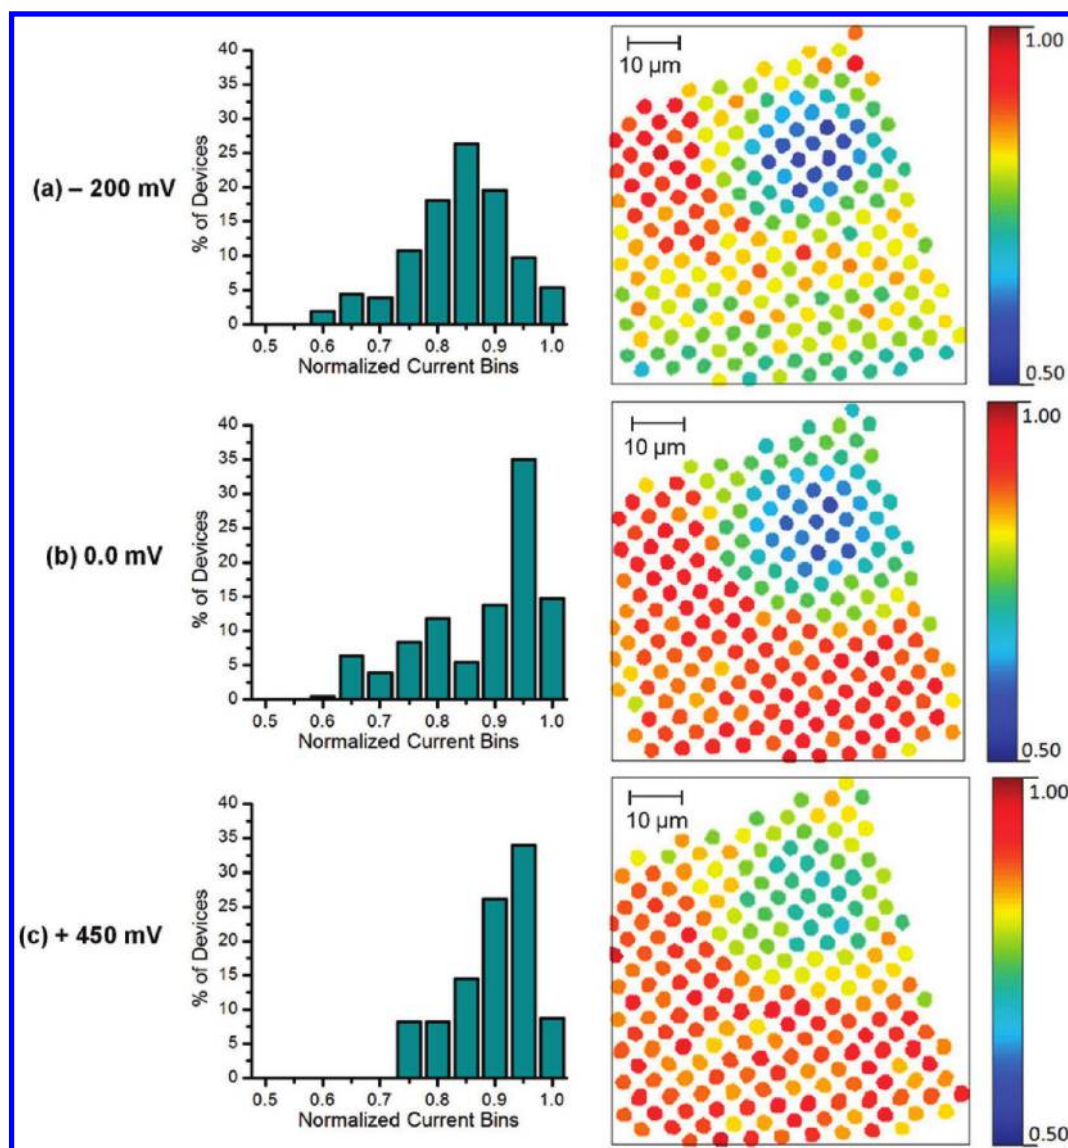 (a) – 200 mV
% of Devices
40
35
30
25
20
15
10
5
0
0.5 0.6 0.7 0.8 0.9 1.0
Normalized Current Bins
10 µm
1.00
0.50
(b) 0.0 mV
% of Devices
40
35
30
25
20
15
10
5
0
0.5 0.6 0.7 0.8 0.9 1.0
Normalized Current Bins
10 µm
1.00
0.50
(c) + 450 mV
% of Devices
40
35
30
25
20
15
10
5
0
0.5 0.6 0.7 0.8 0.9 1.0
Normalized Current Bins
10 µm
1.00
0.50